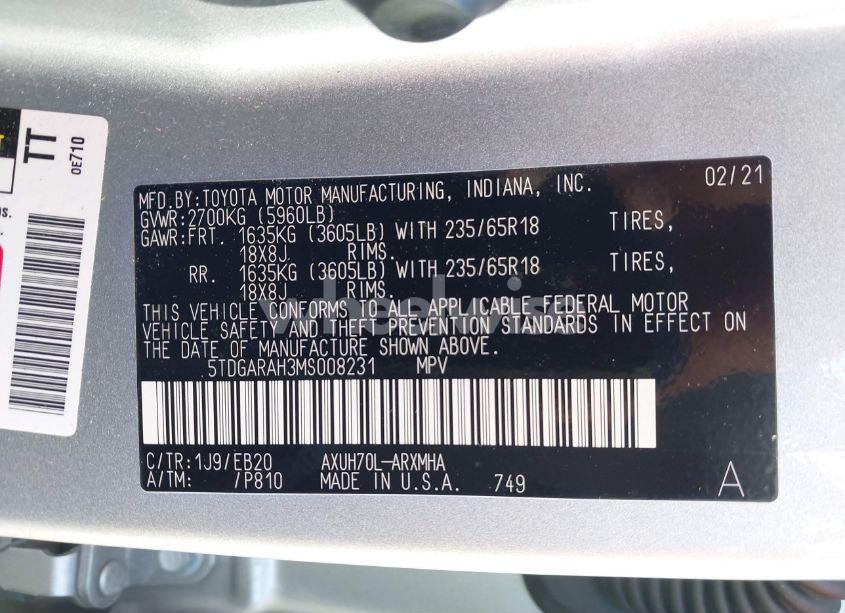 MFD.BY:TOYOTA MOTOR MANUFACTURING, INDIANA, INC. 02/21
GVWR:2700KG (5960LB)
GAWR:FRT. 1635KG (3605LB) WITH 235/65R18 TIRES,
18X8J RIMS.
RR. 1635KG (3605LB) WITH 235/65R18 TIRES,
18X8J RIMS.
THIS VEHICLE CONFORMS TO ALL APPLICABLE FEDERAL MOTOR
VEHICLE SAFETY AND THEFT PREVENTION STANDARDS IN EFFECT ON
THE DATE OF MANUFACTURE SHOWN ABOVE.
5TDGARAH3MS008231 MPV
C/TR:1J9/EB20 AXUH70L-ARXMHA
A/TM: /P810 MADE IN U.S.A. 749 A
TT
0E710